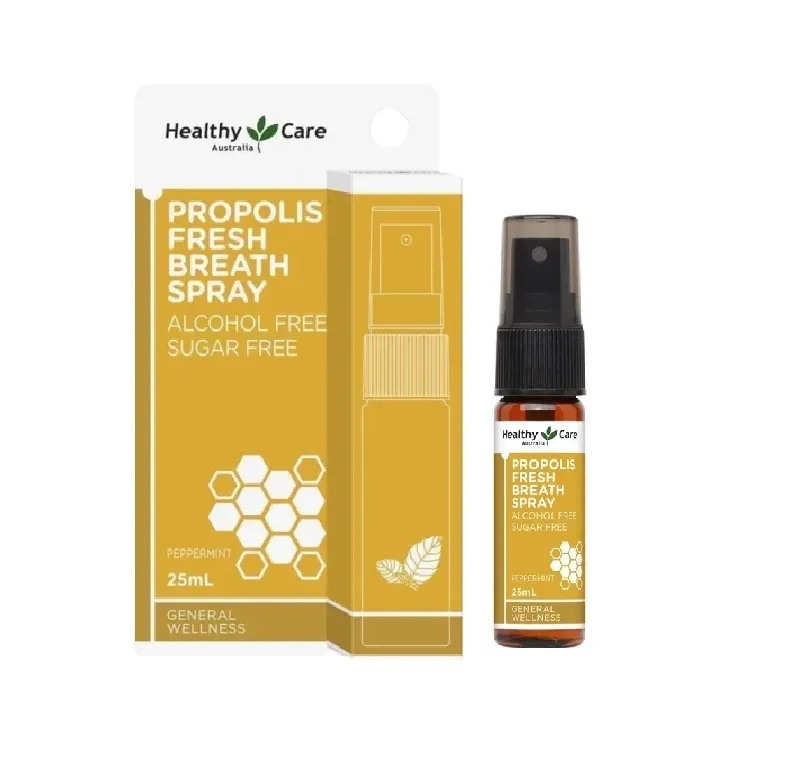 Healthy Care
Australia
PROPOLIS
FRESH
BREATH
SPRAY
ALCOHOL FREE
SUGAR FREE
PEPPERMINT
25mL
GENERAL
WELLNESS
Healthy Care
Australia
PROPOLIS
FRESH
BREATH
SPRAY
ALCOHOL FREE
SUGAR FREE
PEPPERMINT
25mL
GENERAL
WELLNESS